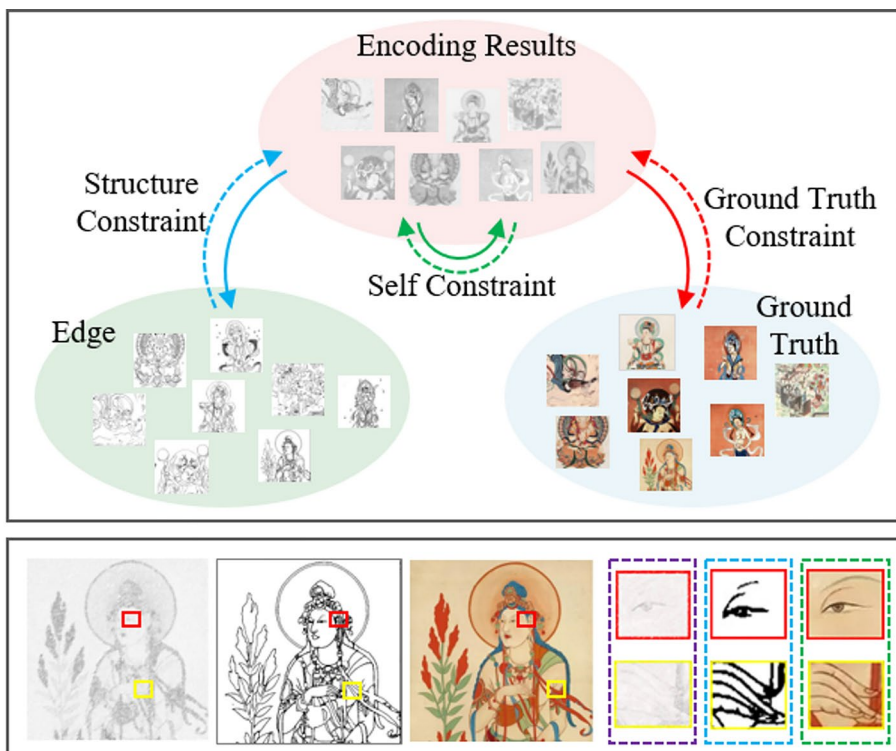 Encoding Results
Structure
Constraint
Ground Truth
Constraint
Self Constraint
Edge
Ground
Truth